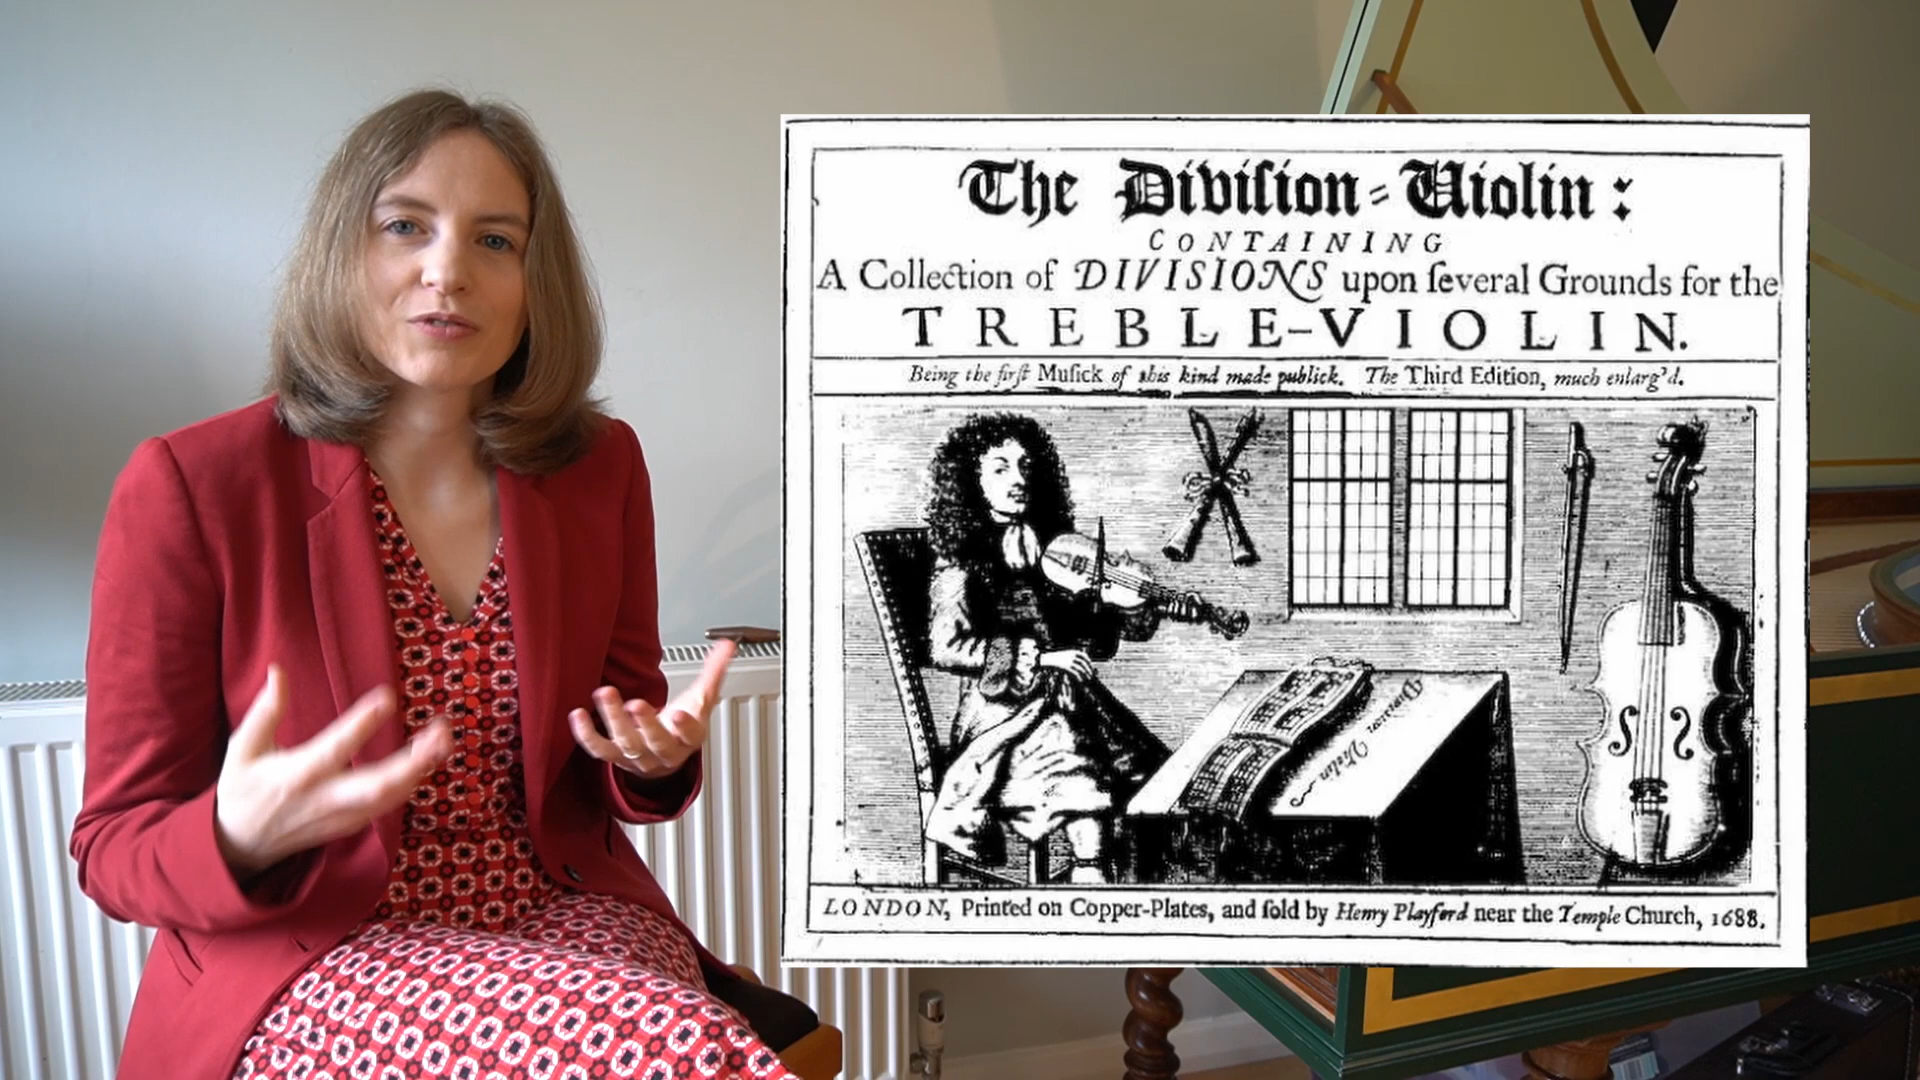 The Diviſion=Violin:
CONTAINING
A Collection of DIVISIONS upon ſeveral Grounds for the
TREBLE-VIOLIN.
Being the firſt Muſick of this kind made publick. The Third Edition, much enlarg'd.
Division Violin
LONDON, Printed on Copper-Plates, and ſold by Henry Playford near the Temple Church, 1688.